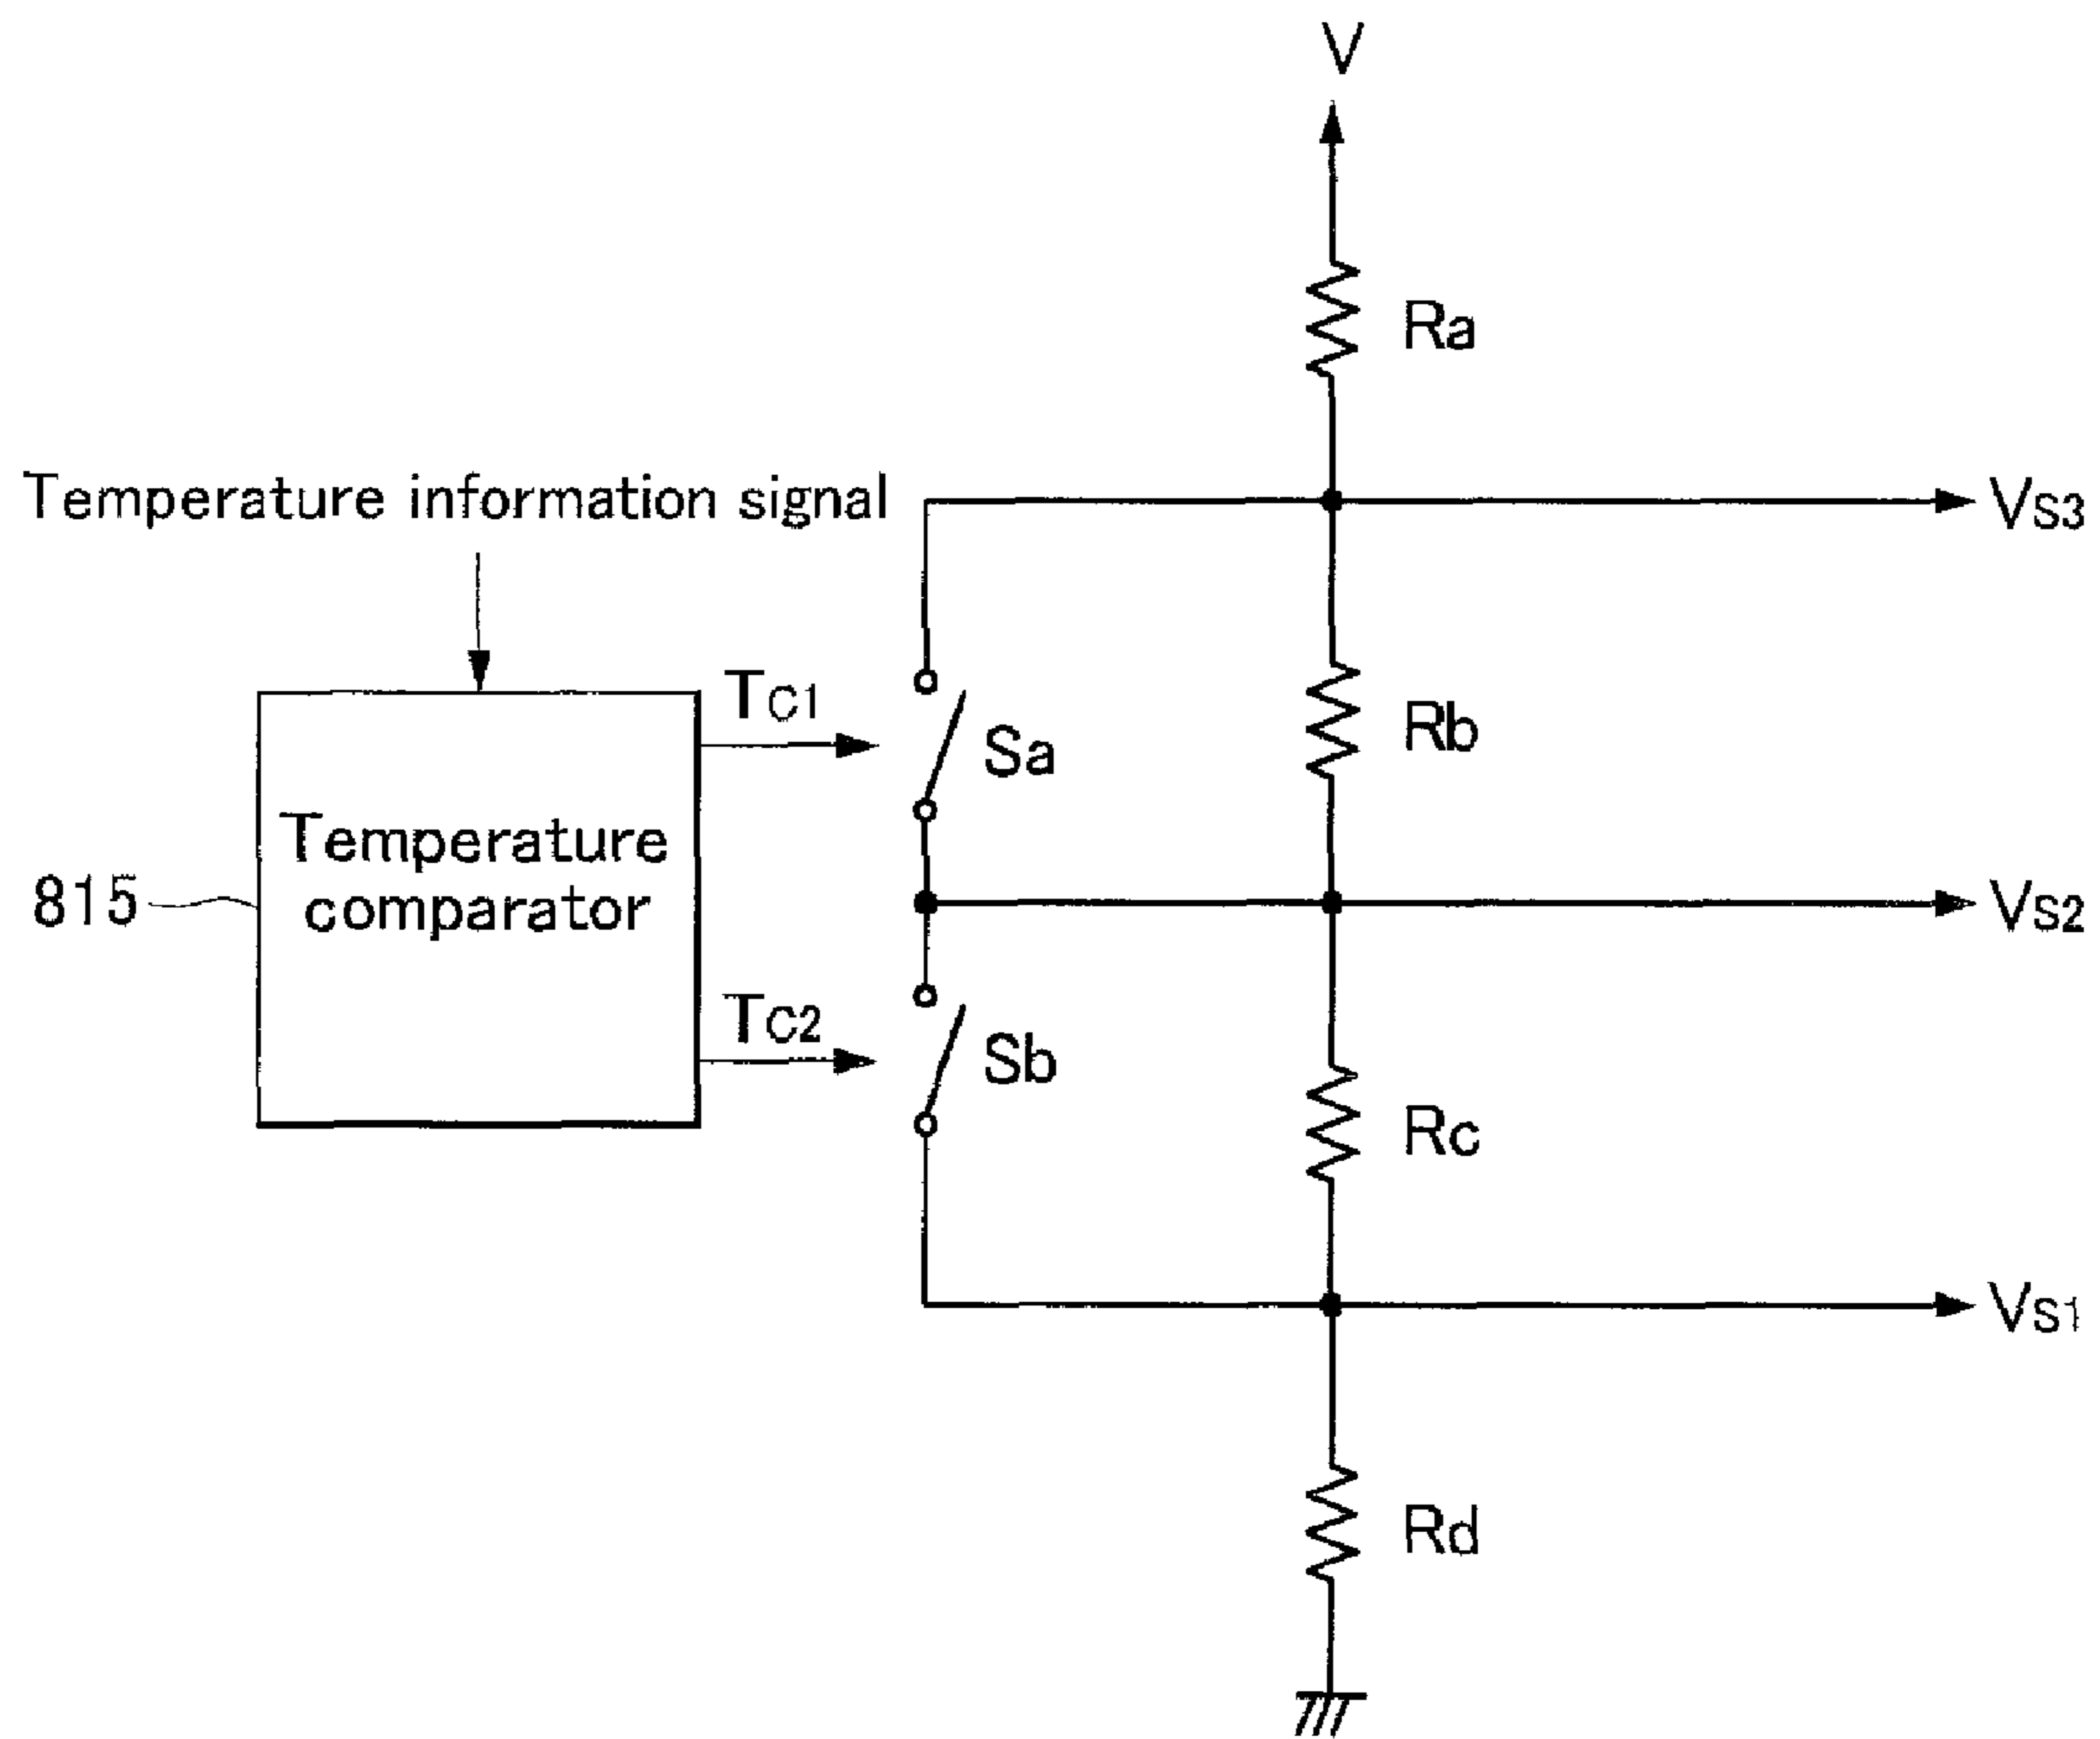 V
Ra
Temperature information signal
VS3
TC1
Sa
Rb
Temperature
comparator
815
VS2
TC2
Sb
Rc
VS1
Rd